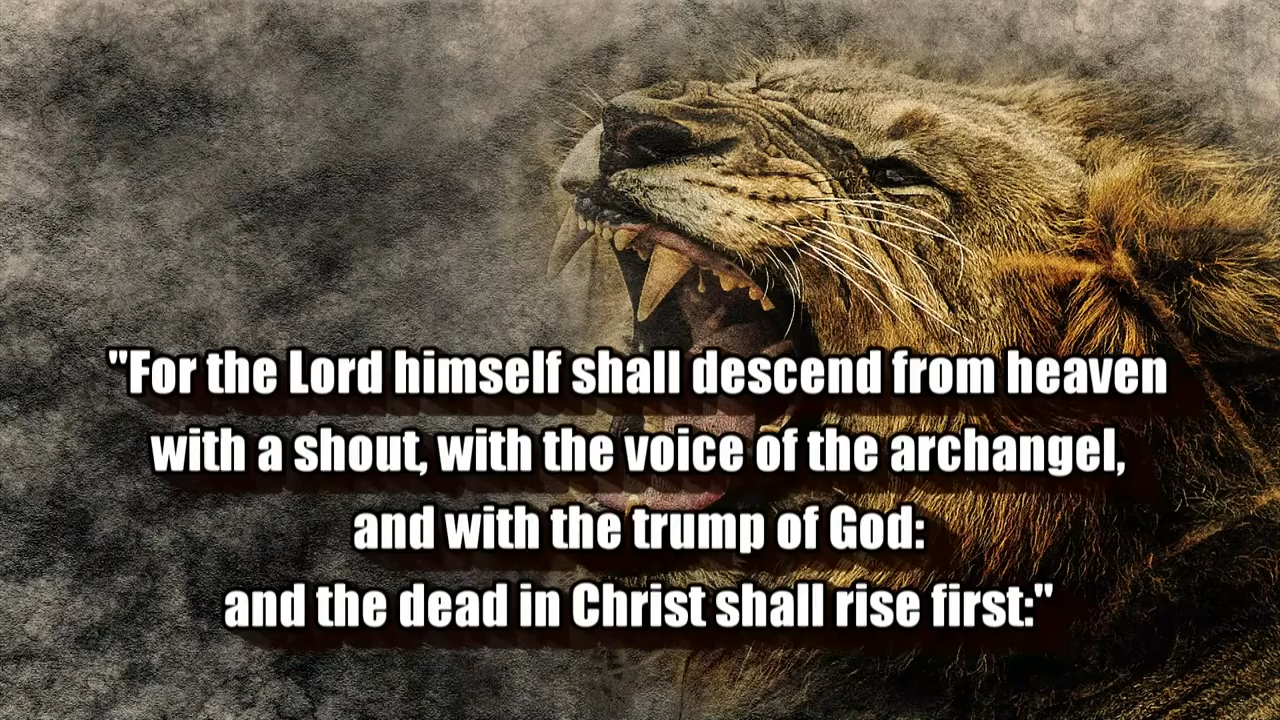 "For the Lord himself shall descend from heaven
with a shout, with the voice of the archangel,
and with the trump of God:
and the dead in Christ shall rise first:"